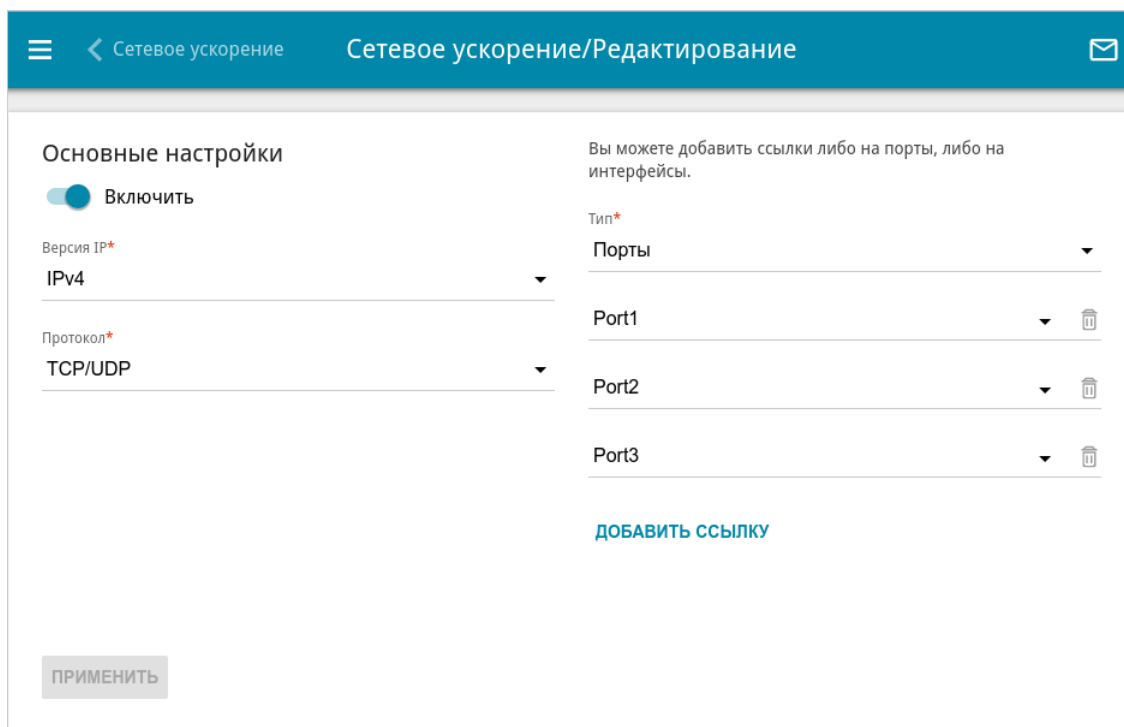 Сетевое ускорение
Сетевое ускорение/Редактирование
Основные настройки
Включить
Версия IP*
IPv4
Протокол*
TCP/UDP
Вы можете добавить ссылки либо на порты, либо на
интерфейсы.
Тип*
Порты
Port1
Port2
Port3
ДОБАВИТЬ ССЫЛКУ
ПРИМЕНИТЬ